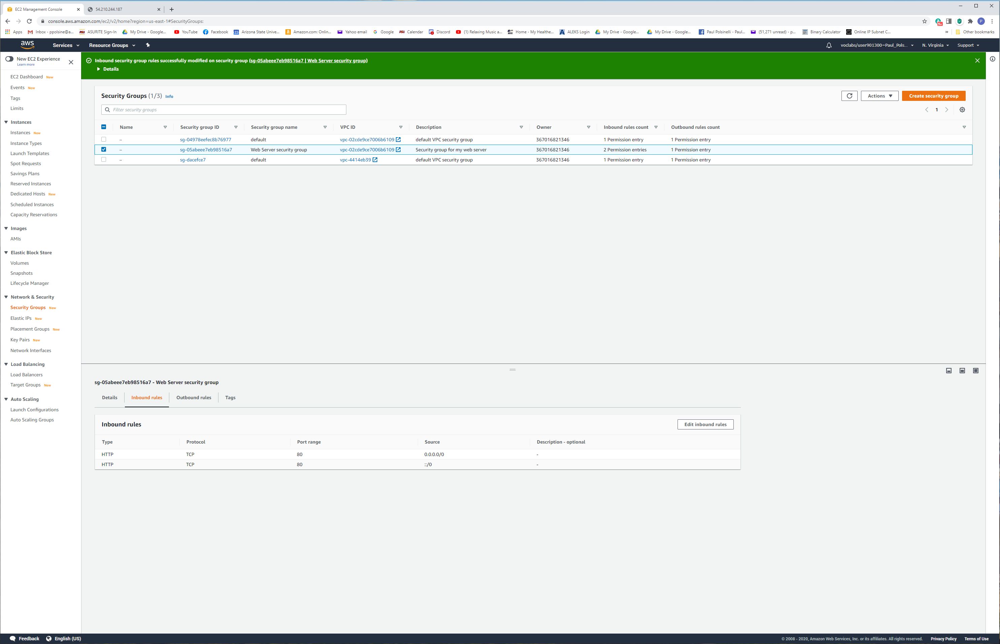 EC2 Management Console
54.210.244.187
console.aws.amazon.com/ec2/v2/home?region=us-east-1#SecurityGroups:
Apps Inbox - ppolsine@a... ASURITE Sign-In My Drive - Google... YouTube Facebook Arizona State Unive... Amazon.com: Onlin... Yahoo email Google Calendar Discord (1) Relaxing Music a... Home - My Healthe... ALEKS Login My Drive - Google... My Drive - Google... Paul Polsinelli - Paul... (51,271 unread) - p... Binary Calculator Online IP Subnet C... » Other bookmarks
aws Services Resource Groups voclabs/user901300=Paul_Pols... N. Virginia Support
New EC2 Experience
Learn more
EC2 Dashboard New
Events New
Tags
Limits
Instances
Instances New
Instance Types
Launch Templates
Spot Requests
Savings Plans
Reserved Instances
Dedicated Hosts New
Scheduled Instances
Capacity Reservations
Images
AMIs
Elastic Block Store
Volumes
Snapshots
Lifecycle Manager
Network & Security
Security Groups New
Elastic IPs New
Placement Groups New
Key Pairs New
Network Interfaces
Load Balancing
Load Balancers
Target Groups New
Auto Scaling
Launch Configurations
Auto Scaling Groups
Inbound security group rules successfully modified on security group (sg-05abeee7eb98516a7 | Web Server security group)
Details
Security Groups (1/3) Info
Actions
Create security group
Filter security groups
1
Name Security group ID Security group name VPC ID Description Owner Inbound rules count Outbound rules count
– sg-04978eefec8b76977 default vpc-02cde9ce7006b6109 default VPC security group 367016821346 1 Permission entry 1 Permission entry
– sg-05abeee7eb98516a7 Web Server security group vpc-02cde9ce7006b6109 Security group for my web server 367016821346 2 Permission entries 1 Permission entry
– sg-dacefce7 default vpc-4414eb39 default VPC security group 367016821346 1 Permission entry 1 Permission entry
sg-05abeee7eb98516a7 - Web Server security group
Details Inbound rules Outbound rules Tags
Inbound rules
Edit inbound rules
Type Protocol Port range Source Description - optional
HTTP TCP 80 0.0.0.0/0 -
HTTP TCP 80 ::/0 -
Feedback English (US)
© 2008 - 2020, Amazon Web Services, Inc. or its affiliates. All rights reserved. Privacy Policy Terms of Use